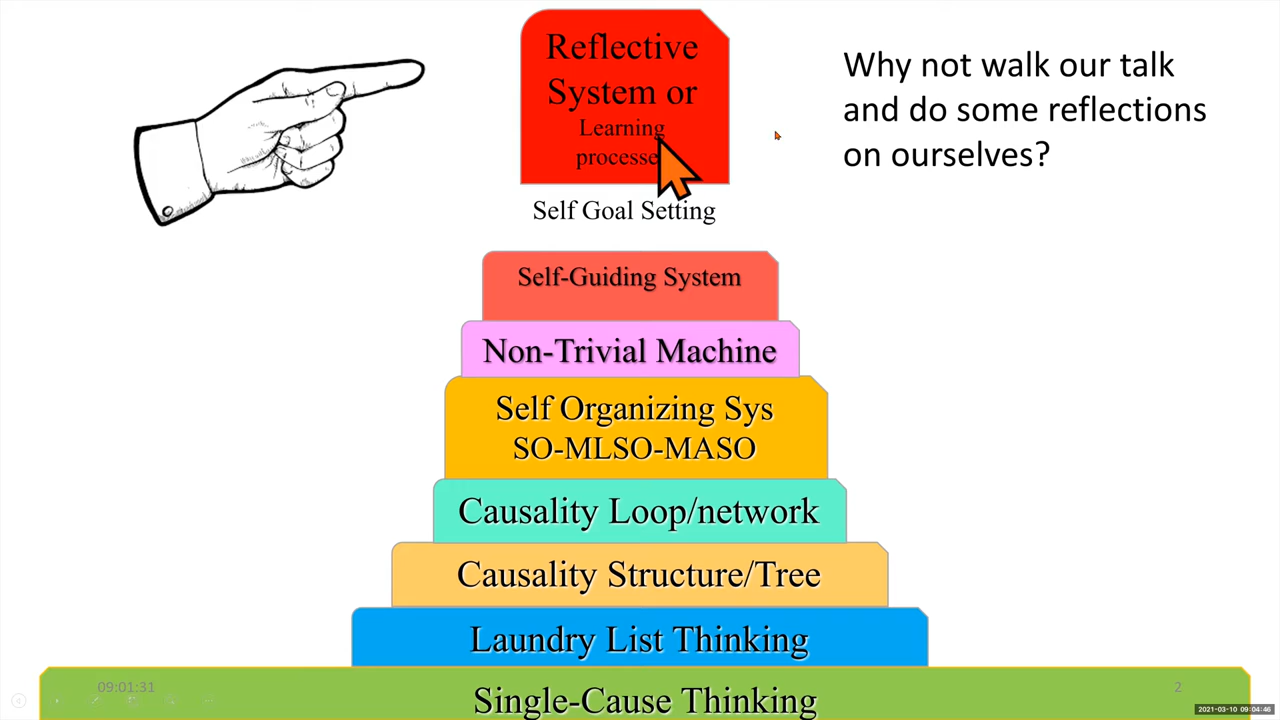 Reflective
System or
Learning
processe
Why not walk our talk
and do some reflections
on ourselves?
Self Goal Setting
Self-Guiding System
Non-Trivial Machine
Self Organizing Sys
SO-MLSO-MASO
Causality Loop/network
Causality Structure/Tree
Laundry List Thinking
Single-Cause Thinking
09:01:31
2
2021-03-10 09:04:46